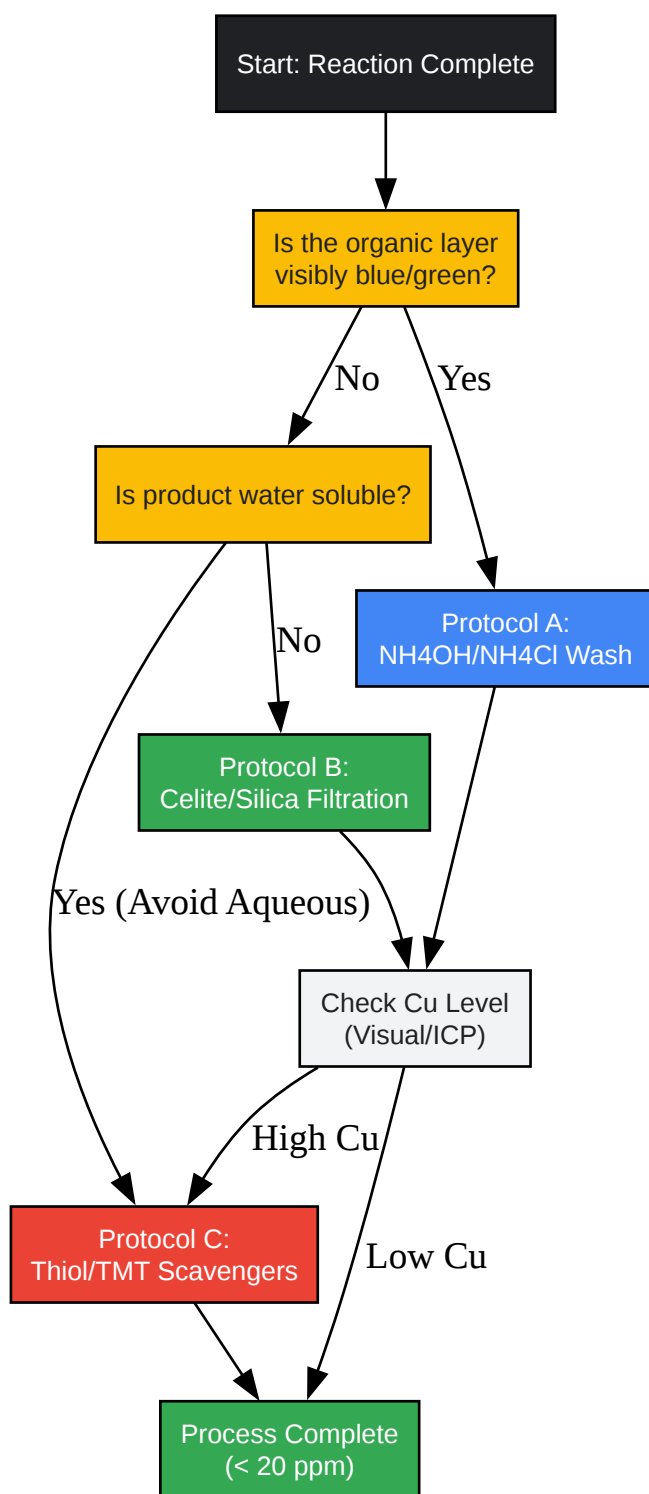 Start: Reaction Complete
Is the organic layer
visibly blue/green?
No
Yes
Is product water soluble?
No
Protocol A:
NH4OH/NH4Cl Wash
Protocol B:
Celite/Silica Filtration
Yes (Avoid Aqueous)
Check Cu Level
(Visual/ICP)
High Cu
Low Cu
Protocol C:
Thiol/TMT Scavengers
Process Complete
(< 20 ppm)